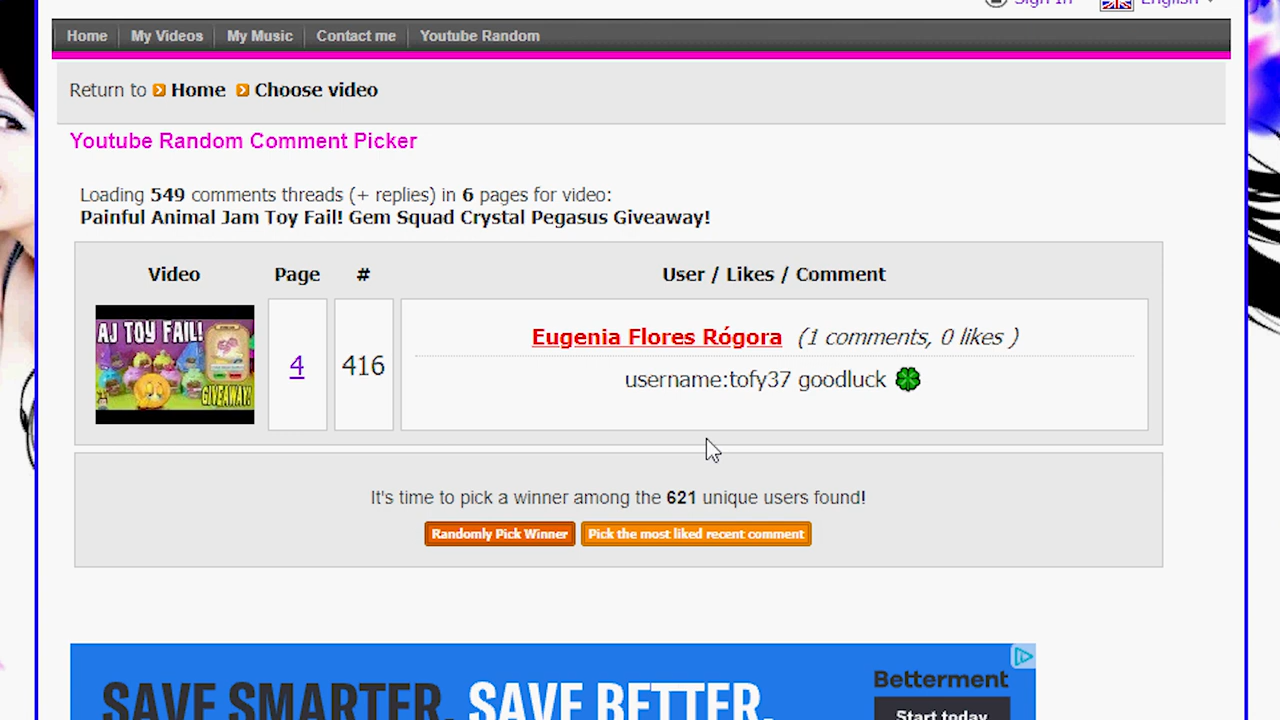 Sign In English
Home My Videos My Music Contact me Youtube Random
Return to Home Choose video
Youtube Random Comment Picker
Loading 549 comments threads (+ replies) in 6 pages for video:
Painful Animal Jam Toy Fail! Gem Squad Crystal Pegasus Giveaway!
Video Page # User / Likes / Comment
AJ TOY FAIL!
GIVEAWAY!
4
416
Eugenia Flores Rógora (1 comments, 0 likes )
username:tofy37 goodluck 🍀
It's time to pick a winner among the 621 unique users found!
Randomly Pick Winner Pick the most liked recent comment
SAVE SMARTER. SAVE BETTER.
Betterment
Start today